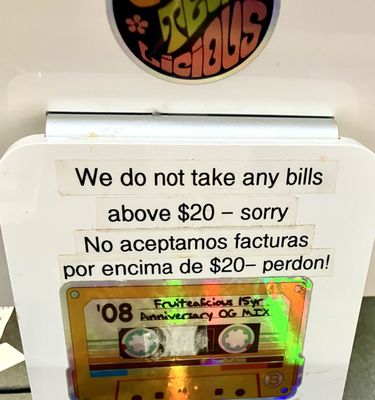 LICIOUS
We do not take any bills
above $20 – sorry
No aceptamos facturas
por encima de $20– perdon!
'08 Fruitealicious 15yr
Anniversary OG MIX
B